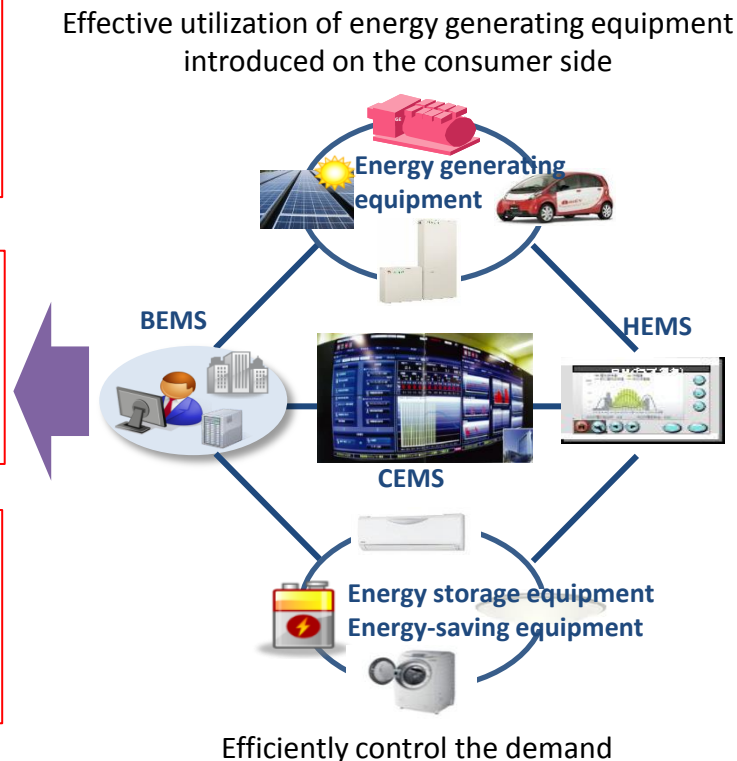 Effective utilization of energy generating equipment
introduced on the consumer side
Energy generating
equipment
BEMS
HEMS
CEMS
Energy storage equipment
Energy-saving equipment
Efficiently control the demand